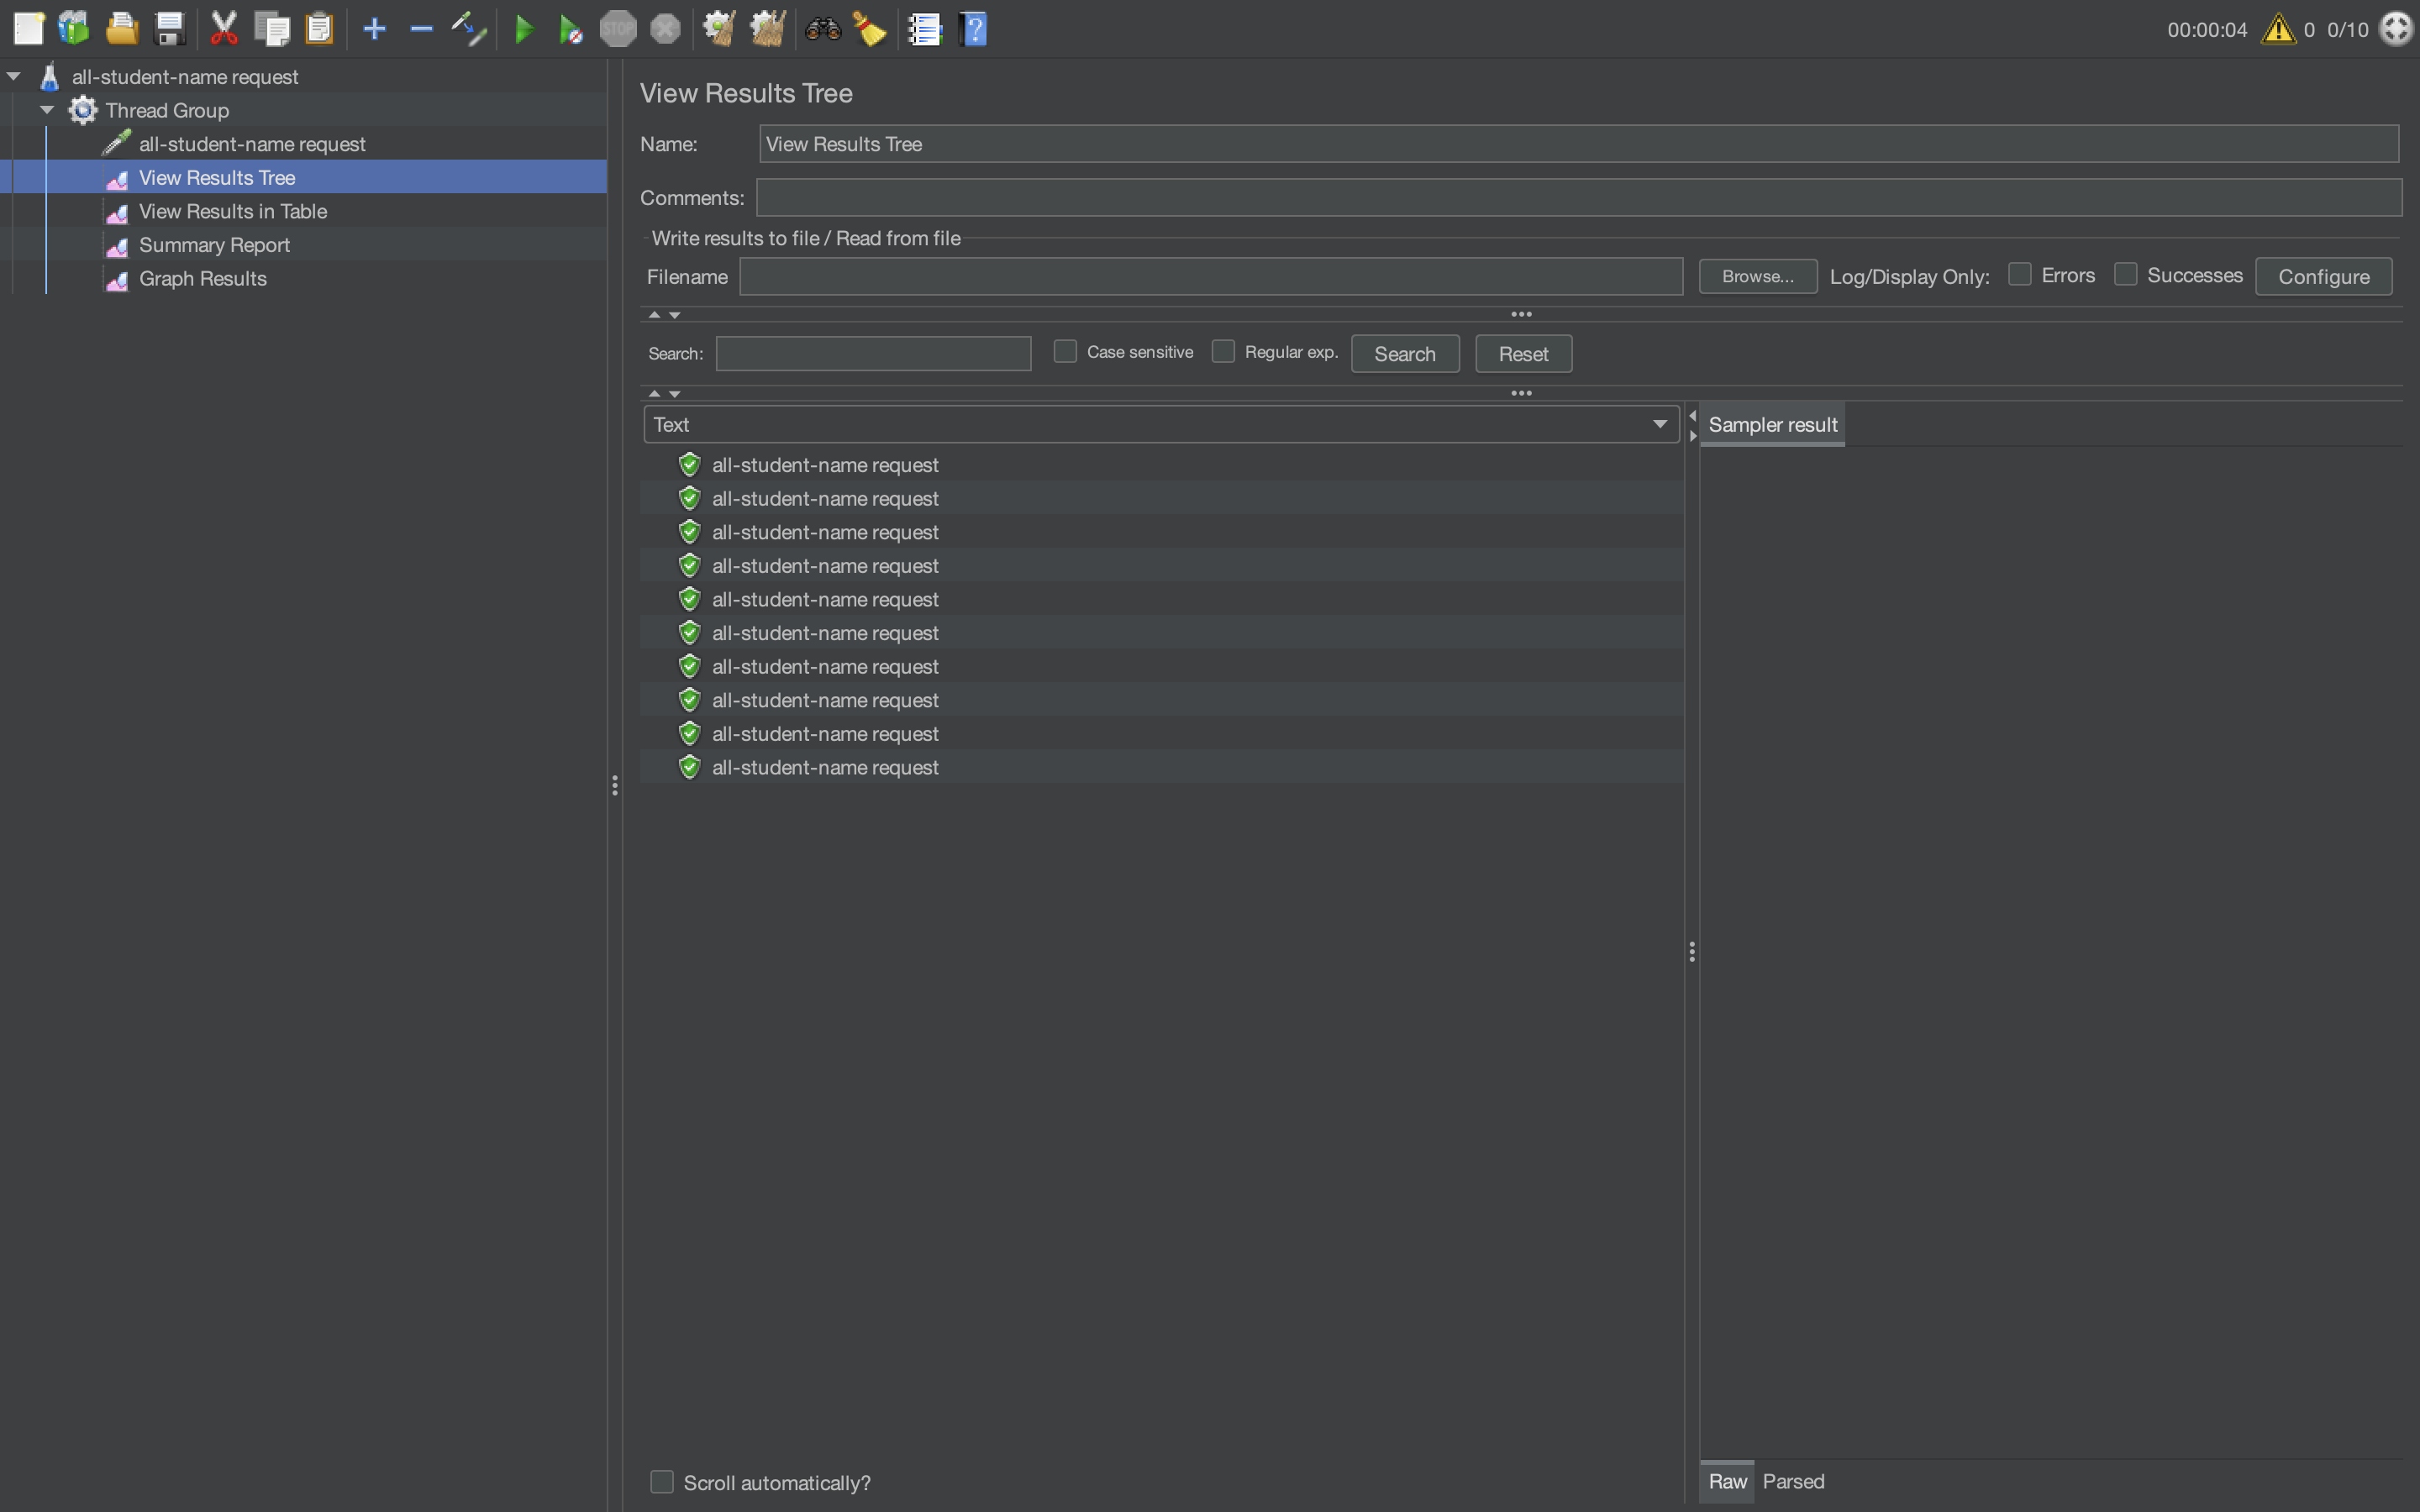 STOP
00:00:04 0 0/10
all-student-name request
Thread Group
all-student-name request
View Results Tree
View Results in Table
Summary Report
Graph Results
View Results Tree
Name: View Results Tree
Comments:
Write results to file / Read from file
Filename Browse... Log/Display Only: Errors Successes Configure
Search: Case sensitive Regular exp. Search Reset
Text
Sampler result
all-student-name request
all-student-name request
all-student-name request
all-student-name request
all-student-name request
all-student-name request
all-student-name request
all-student-name request
all-student-name request
all-student-name request
Scroll automatically?
Raw Parsed